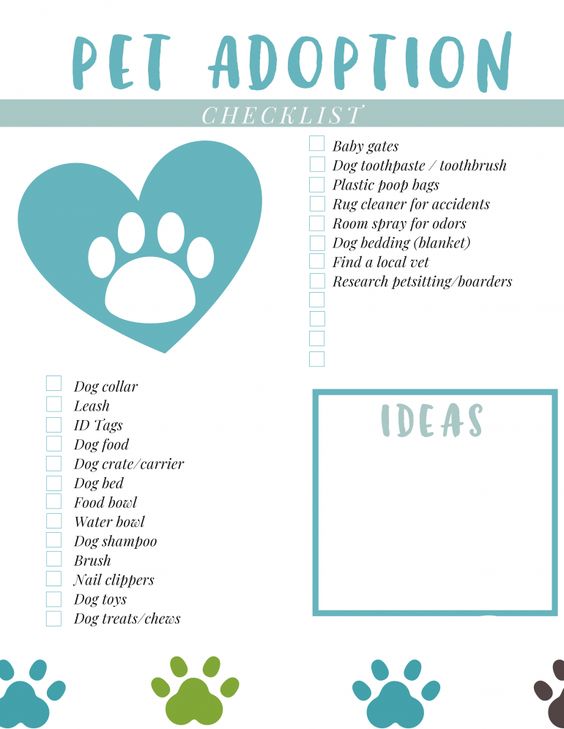 PET ADOPTION
CHECKLIST
Baby gates
Dog toothpaste / toothbrush
Plastic poop bags
Rug cleaner for accidents
Room spray for odors
Dog bedding (blanket)
Find a local vet
Research petsitting/boarders
Dog collar
Leash
ID Tags
Dog food
Dog crate/carrier
Dog bed
Food bowl
Water bowl
Dog shampoo
Brush
Nail clippers
Dog toys
Dog treats/chews
IDEAS